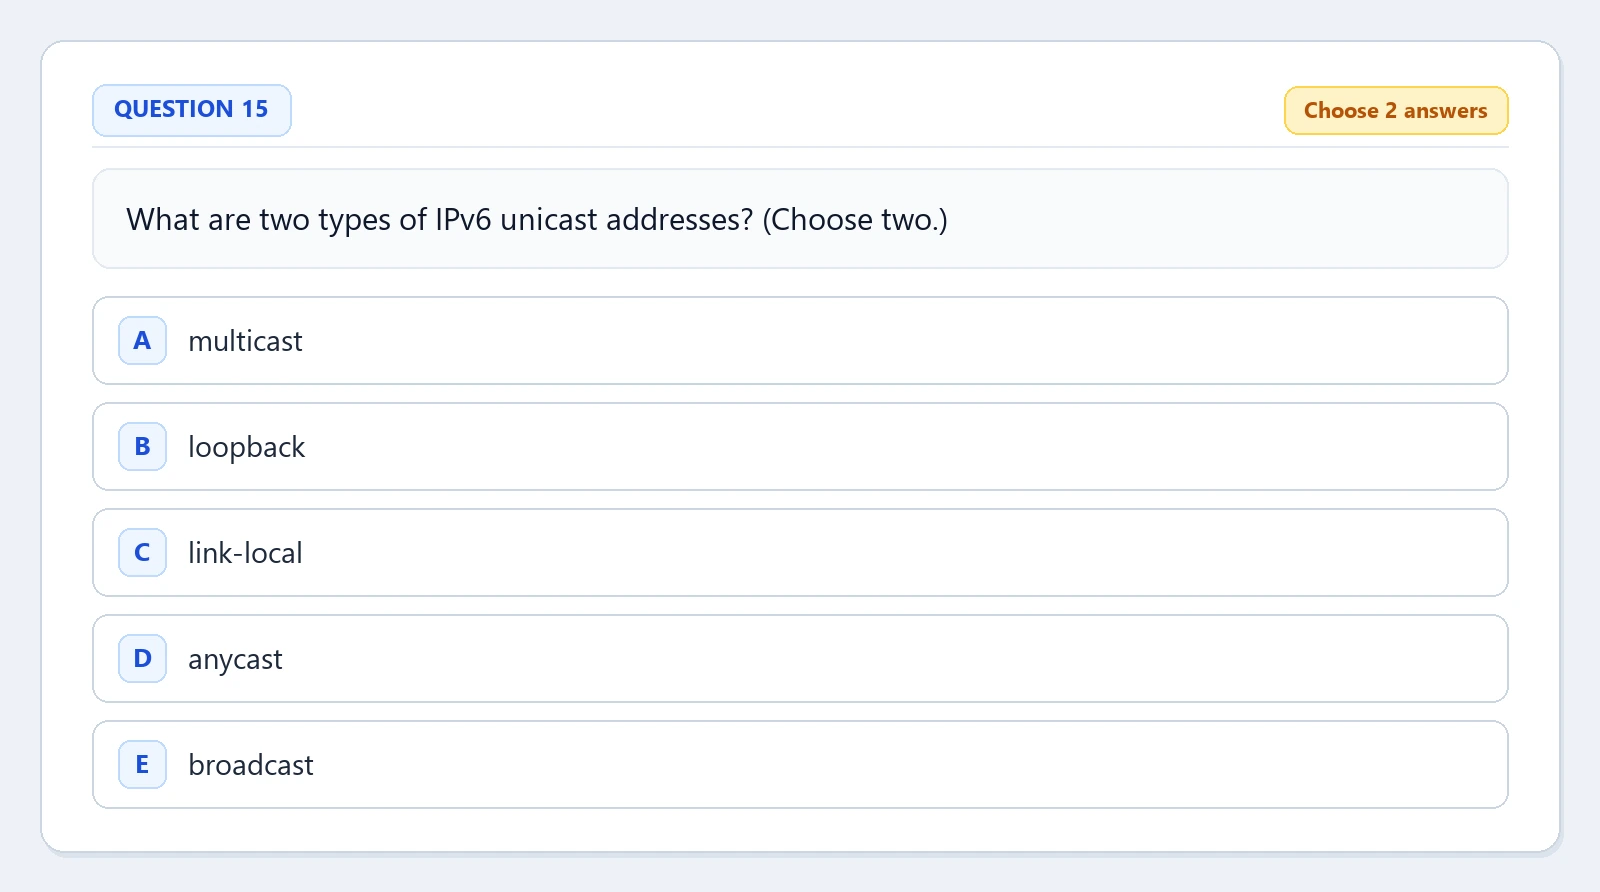 QUESTION 15
Choose 2 answers
What are two types of IPv6 unicast addresses? (Choose two.)
A multicast
B loopback
C link-local
D anycast
E broadcast